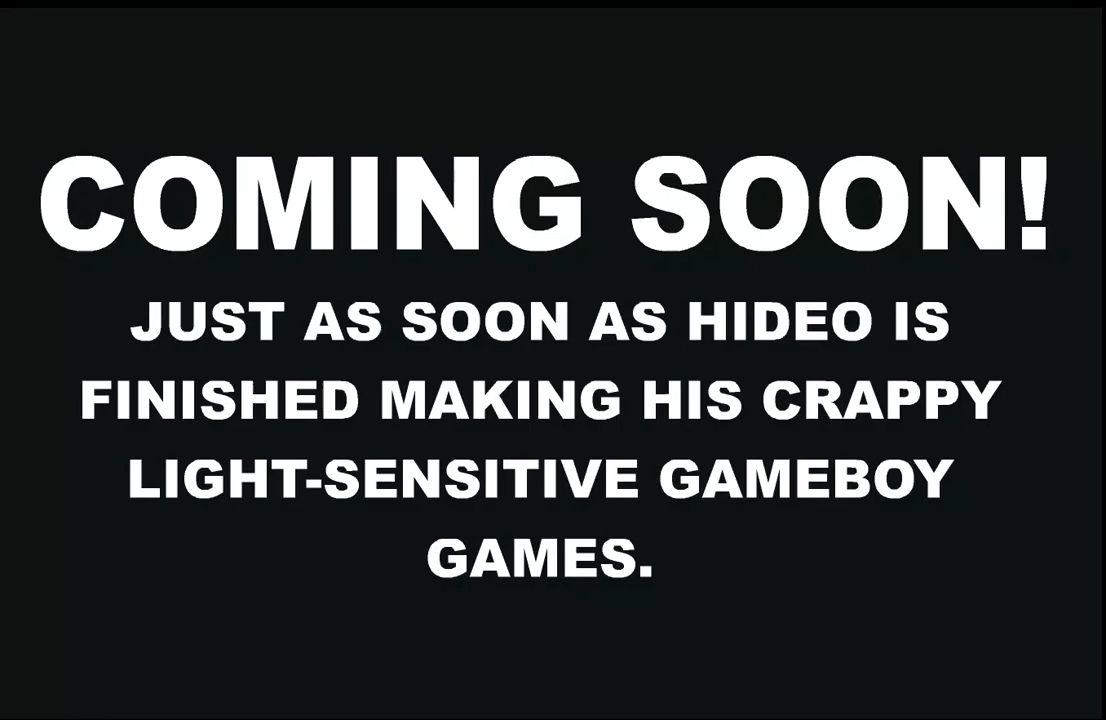 COMING SOON!
JUST AS SOON AS HIDEO IS
FINISHED MAKING HIS CRAPPY
LIGHT-SENSITIVE GAMEBOY
GAMES.